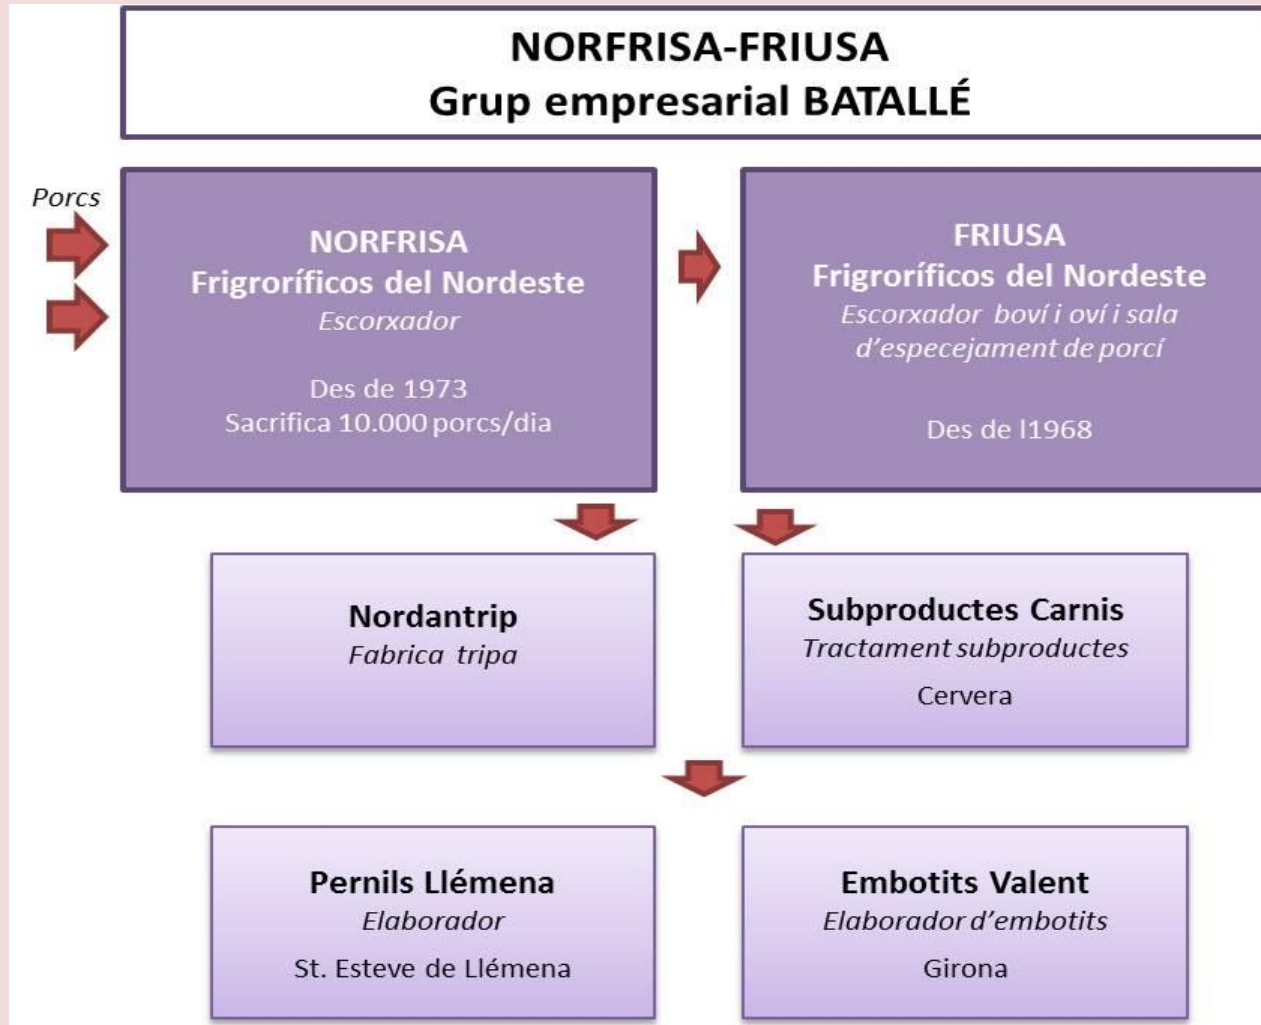 NORFRISA-FRIUSA
Grup empresarial BATALLÉ
Porcs
NORFRISA
Frigroríficos del Nordeste
Escorxador
Des de 1973
Sacrifica 10.000 porcs/dia
FRIUSA
Frigroríficos del Nordeste
Escorxador boví i oví i sala
d’especejament de porcí
Des de l1968
Nordantrip
Fabrica tripa
Subproductes Carnis
Tractament subproductes
Cervera
Pernils Llémena
Elaborador
St. Esteve de Llémena
Embotits Valent
Elaborador d’embotits
Girona